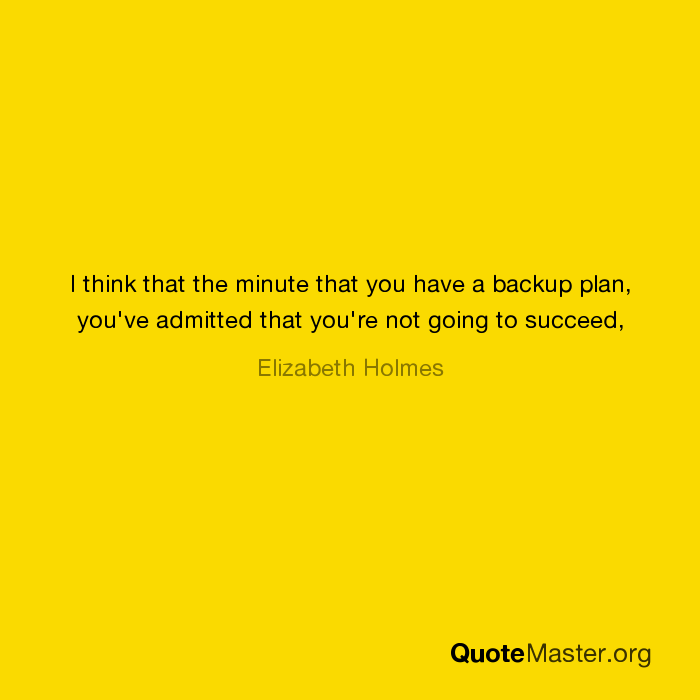 I think that the minute that you have a backup plan,
you've admitted that you're not going to succeed,
Elizabeth Holmes
QuoteMaster.org